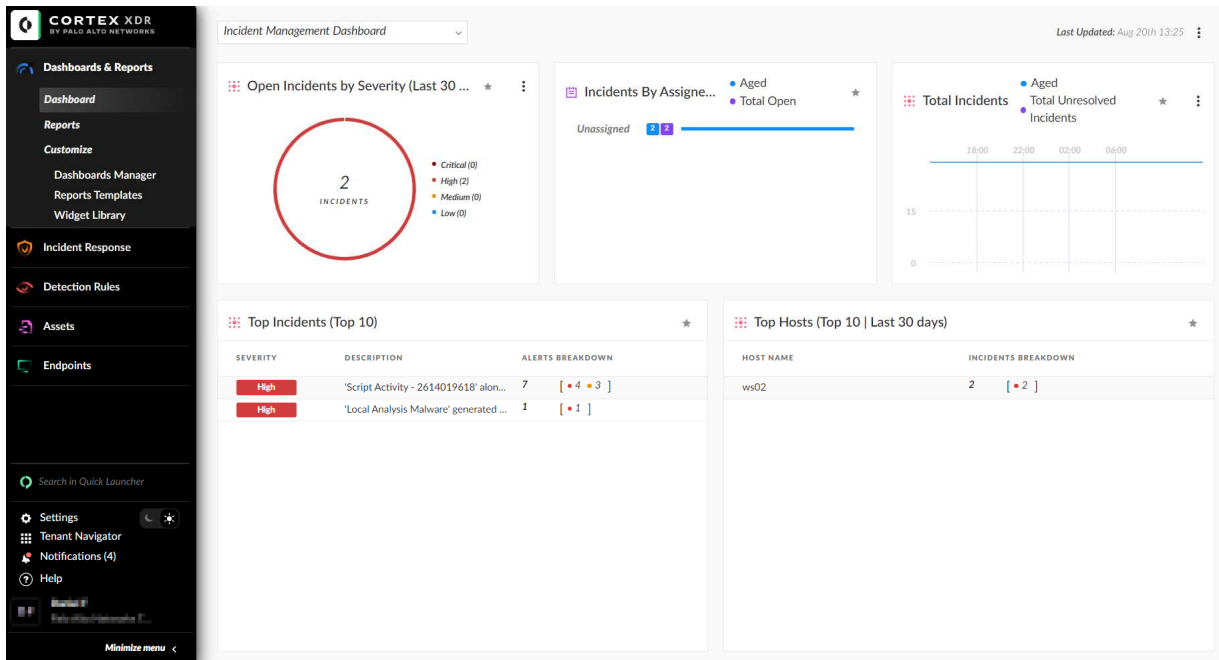 CORTEX XDR
BY PALO ALTO NETWORKS
Dashboards & Reports
Dashboard
Reports
Customize
Dashboards Manager
Reports Templates
Widget Library
Incident Response
Detection Rules
Assets
Endpoints
Search in Quick Launcher
Settings
Tenant Navigator
Notifications (4)
Help
Minimize menu
Incident Management Dashboard
Last Updated: Aug 20th 13:25
Open Incidents by Severity (Last 30 ...
2
INCIDENTS
Critical (0)
High (2)
Medium (0)
Low (0)
Incidents By Assigne...
Aged
Total Open
Unassigned 2 2
Total Incidents
Aged
Total Unresolved
Incidents
18:00 22:00 02:00 06:00
15
0
Top Incidents (Top 10)
SEVERITY DESCRIPTION ALERTS BREAKDOWN
High 'Script Activity - 2614019618' alon... 7 [ • 4 • 3 ]
High 'Local Analysis Malware' generated ... 1 [ • 1 ]
Top Hosts (Top 10 | Last 30 days)
HOST NAME INCIDENTS BREAKDOWN
ws02 2 [ • 2 ]